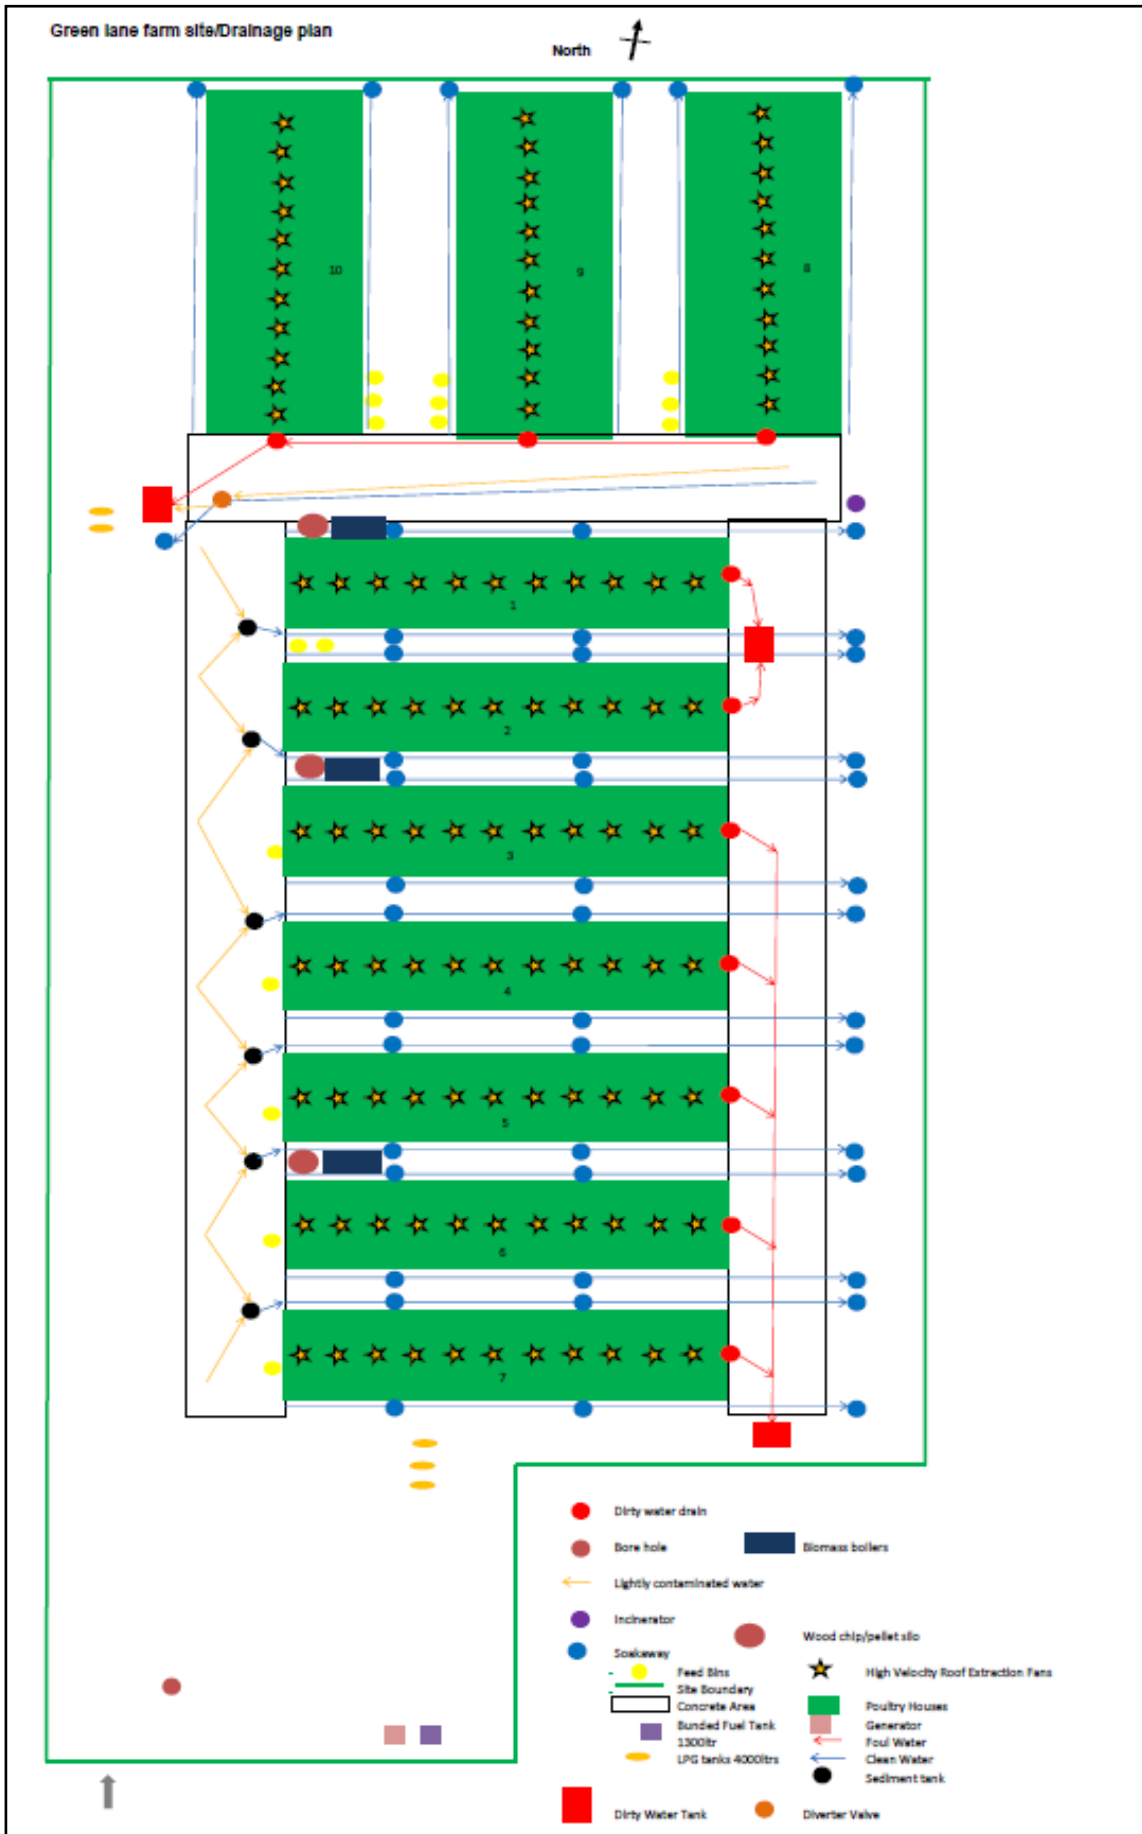 Green lane farm site/Drainage plan
North
10
9
8
1
2
3
4
5
6
7
Dirty water drain
Bore hole
Biomass boilers
Lightly contaminated water
Incinerator
Wood chip/pellet silo
Soakaway
Feed Bins
High Velocity Roof Extraction Fans
Site Boundary
Concrete Area
Poultry Houses
Bunded Fuel Tank
1300ltr
Generator
Foul Water
LPG tanks 4000ltrs
Clean Water
Sediment tank
Dirty Water Tank
Diverter Valve